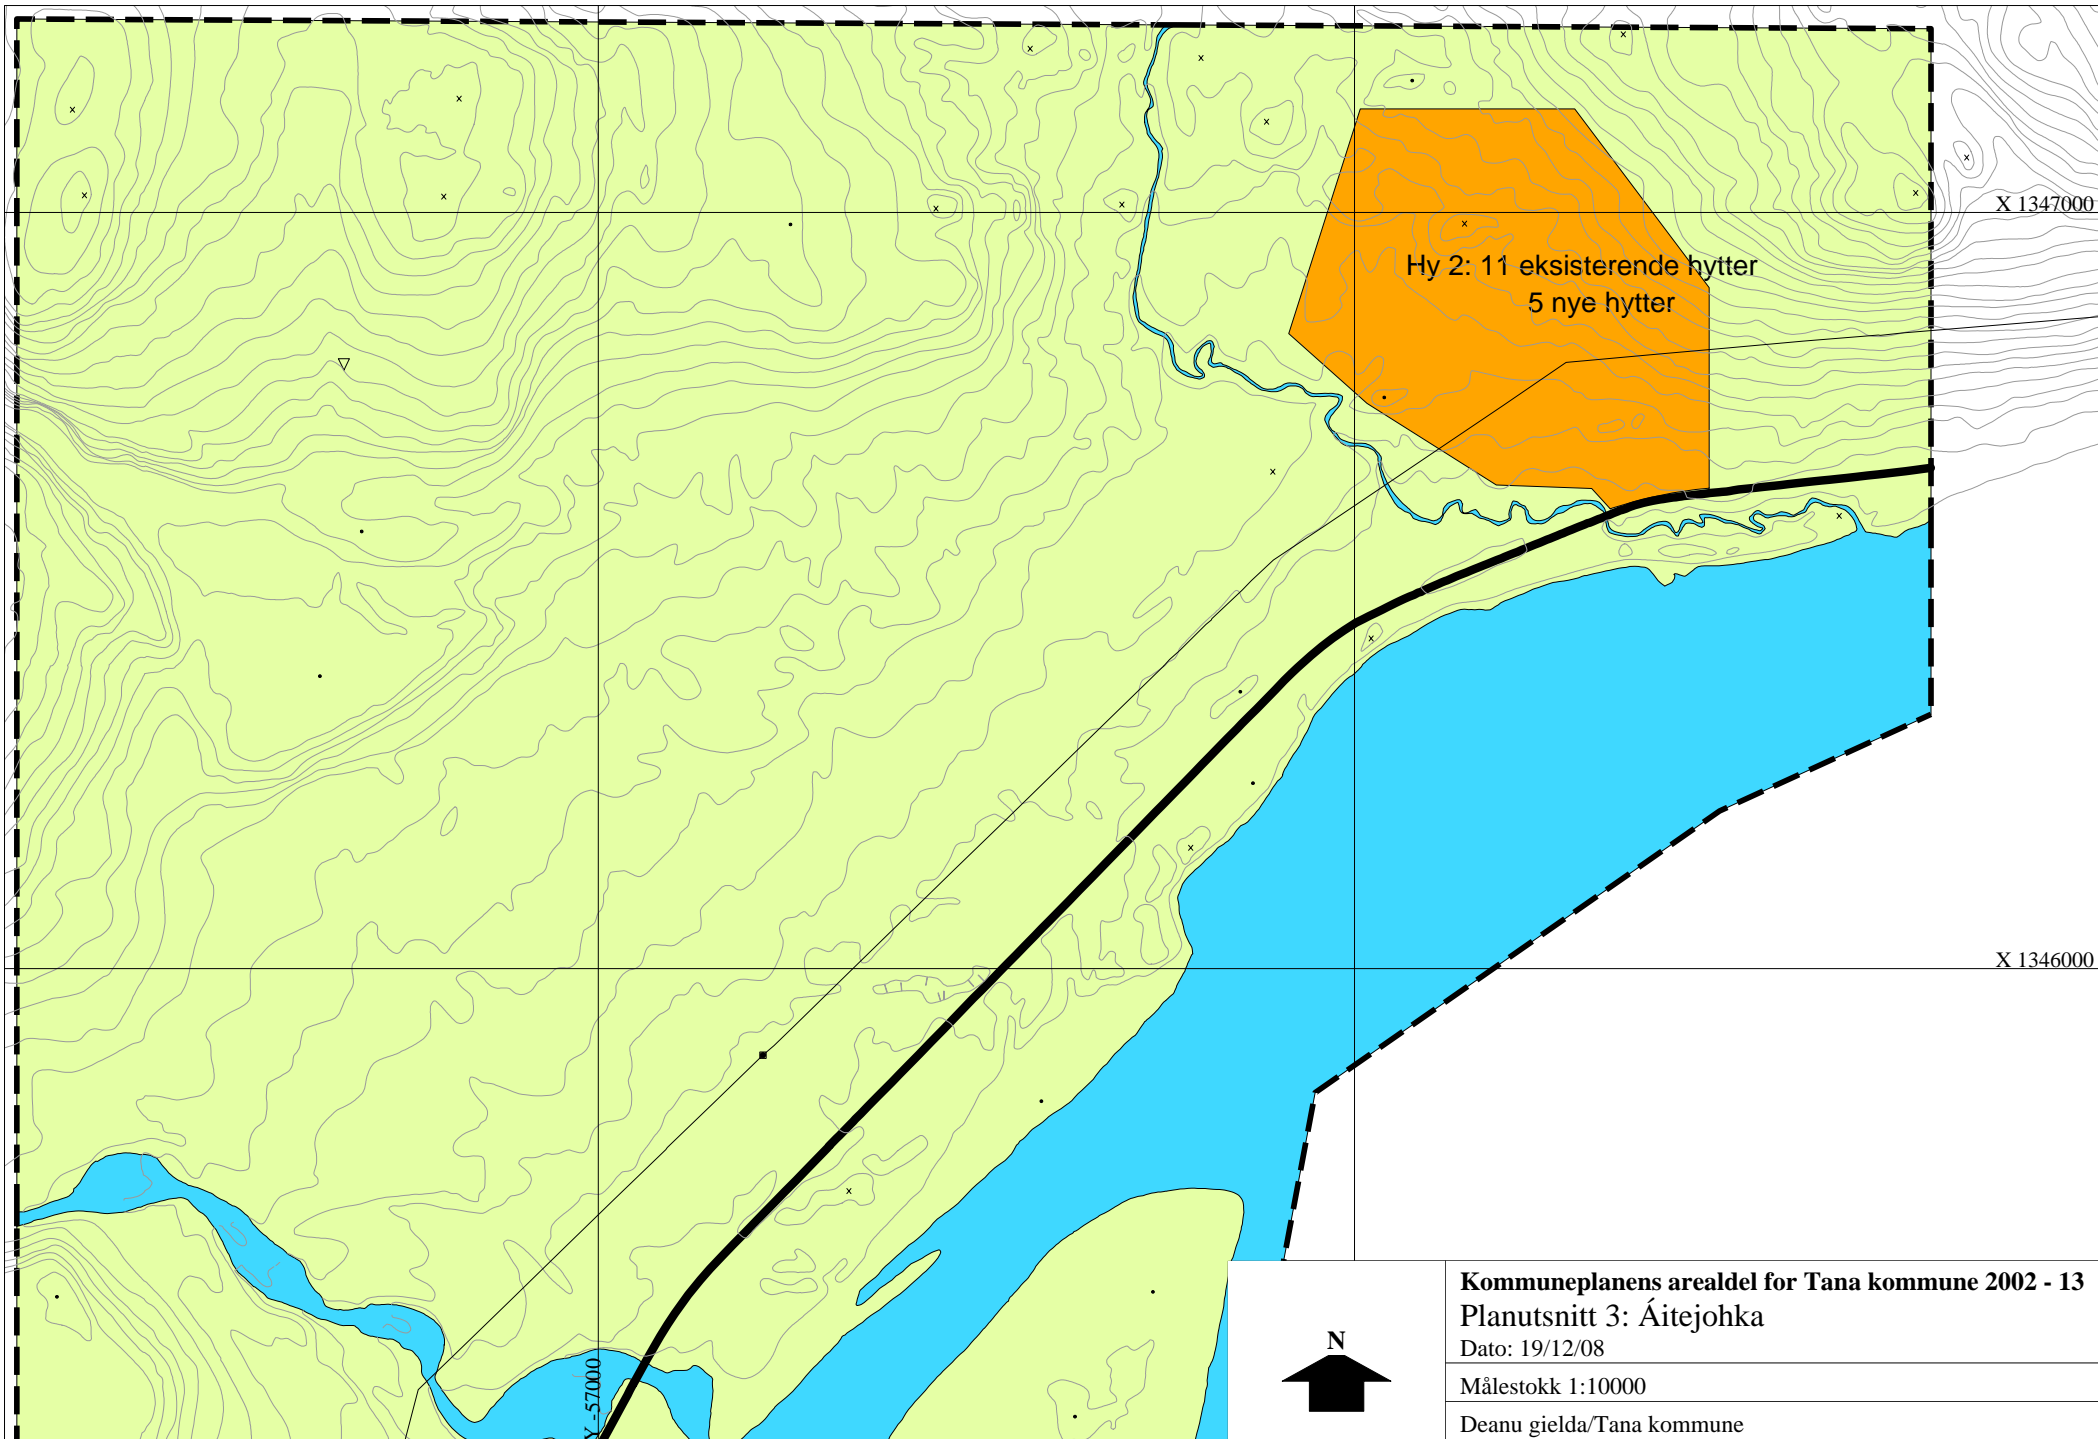 X 1347000
Hy 2: 11 eksisterende hytter
5 nye hytter
X 1346000
Y -57000
N
Kommuneplanens arealdel for Tana kommune 2002 - 13
Planutsnitt 3: Áitejohka
Dato: 19/12/08
Målestokk 1:10000
Deanu gielda/Tana kommune